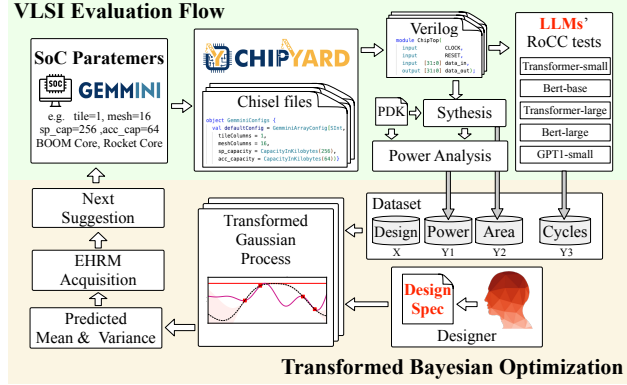 VLSI Evaluation Flow
SoC Paratemers
SOC
GEMMINI
e.g. tile=1, mesh=16
sp_cap=256 ,acc_cap=64
BOOM Core, Rocket Core
CHIPYARD
Chisel files
object GemminiConfigs {
val defaultConfig = GemminiArrayConfig[SInt,
tileColumns = 1,
meshColumns = 16,
sp_capacity = CapacityInKilobytes(256),
acc_capacity = CapacityInKilobytes(64))}
Verilog
module ChipTop(
input CLOCK,
input RESET,
input [31:0] data_in,
output [31:0] data_out);
PDK
Sythesis
Power Analysis
LLMs'
RoCC tests
Transformer-small
Bert-base
Transformer-large
Bert-large
GPT1-small
Next
Suggestion
EHRM
Acquisition
Predicted
Mean & Variance
Transformed
Gaussian
Process
Dataset
Design
Power
Area
Cycles
X
Y1
Y2
Y3
Design
Spec
Designer
Transformed Bayesian Optimization